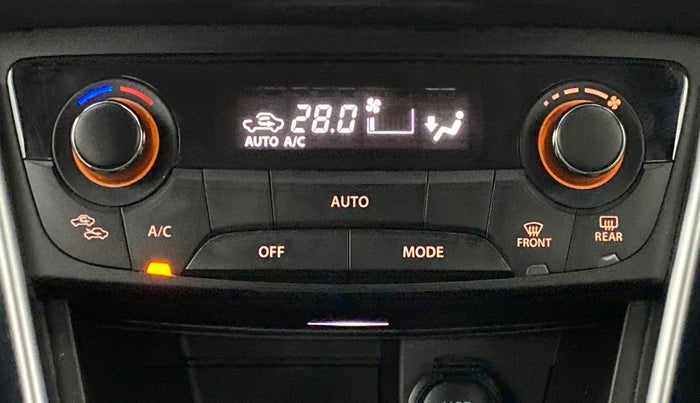 28.0
AUTO A/C
AUTO
A/C
OFF
MODE
FRONT
REAR